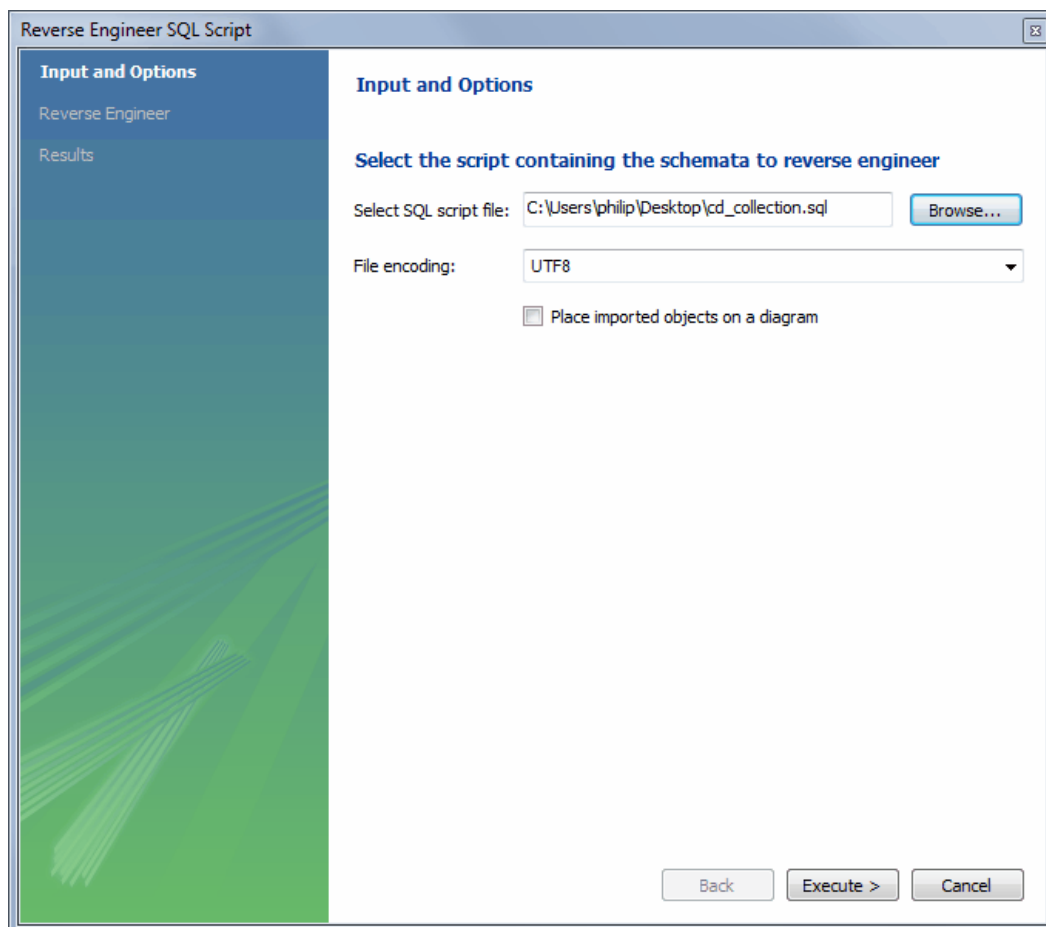 Reverse Engineer SQL Script
Input and Options
Reverse Engineer
Results
Input and Options
Select the script containing the schemata to reverse engineer
Select SQL script file: C:\Users\philip\Desktop\cd_collection.sql Browse...
File encoding: UTF8
Place imported objects on a diagram
Back Execute > Cancel